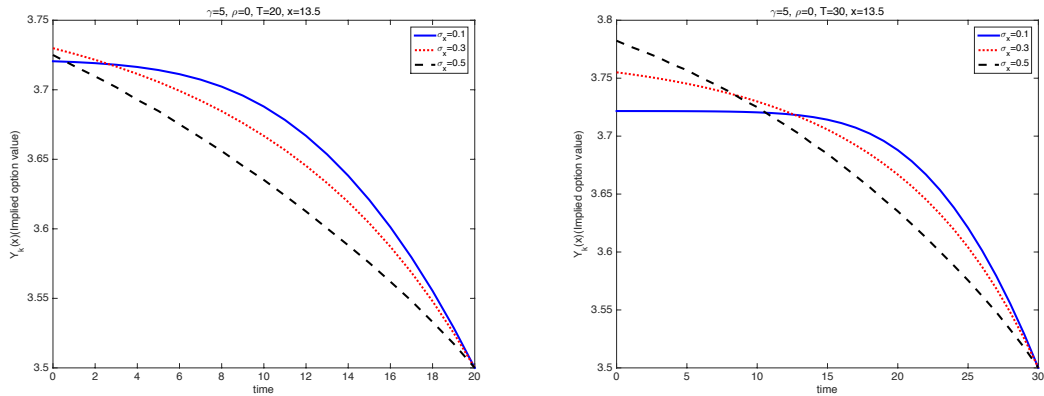 γ=5, ρ=0, T=20, x=13.5
3.75
3.7
3.65
3.6
3.55
3.5
Y_k(x)(Implied option value)
σ_x=0.1
σ_x=0.3
σ_x=0.5
0 2 4 6 8 10 12 14 16 18 20
time
γ=5, ρ=0, T=30, x=13.5
3.8
3.75
3.7
3.65
3.6
3.55
3.5
Y_k(x)(Implied option value)
σ_x=0.1
σ_x=0.3
σ_x=0.5
0 5 10 15 20 25 30
time